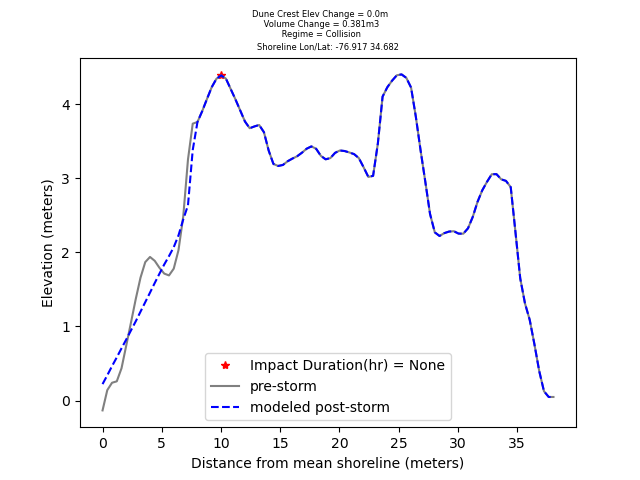 Dune Crest Elev Change = 0.0m
Volume Change = 0.381m3
Regime = Collision
Shoreline Lon/Lat: -76.917 34.682
Elevation (meters)
4
3
2
1
0
Impact Duration(hr) = None
pre-storm
modeled post-storm
0 5 10 15 20 25 30 35
Distance from mean shoreline (meters)